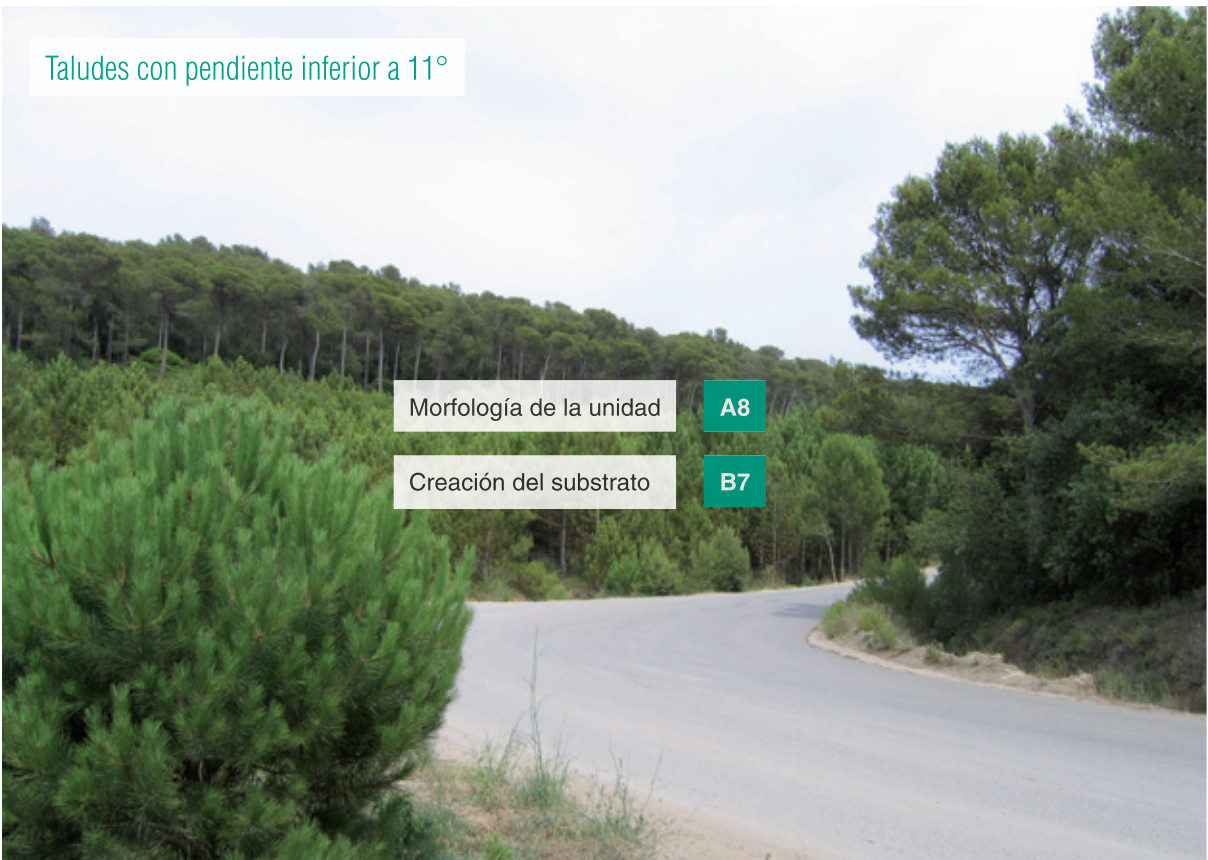 Taludes con pendiente inferior a 11°
Morfología de la unidad A8
Creación del substrato B7